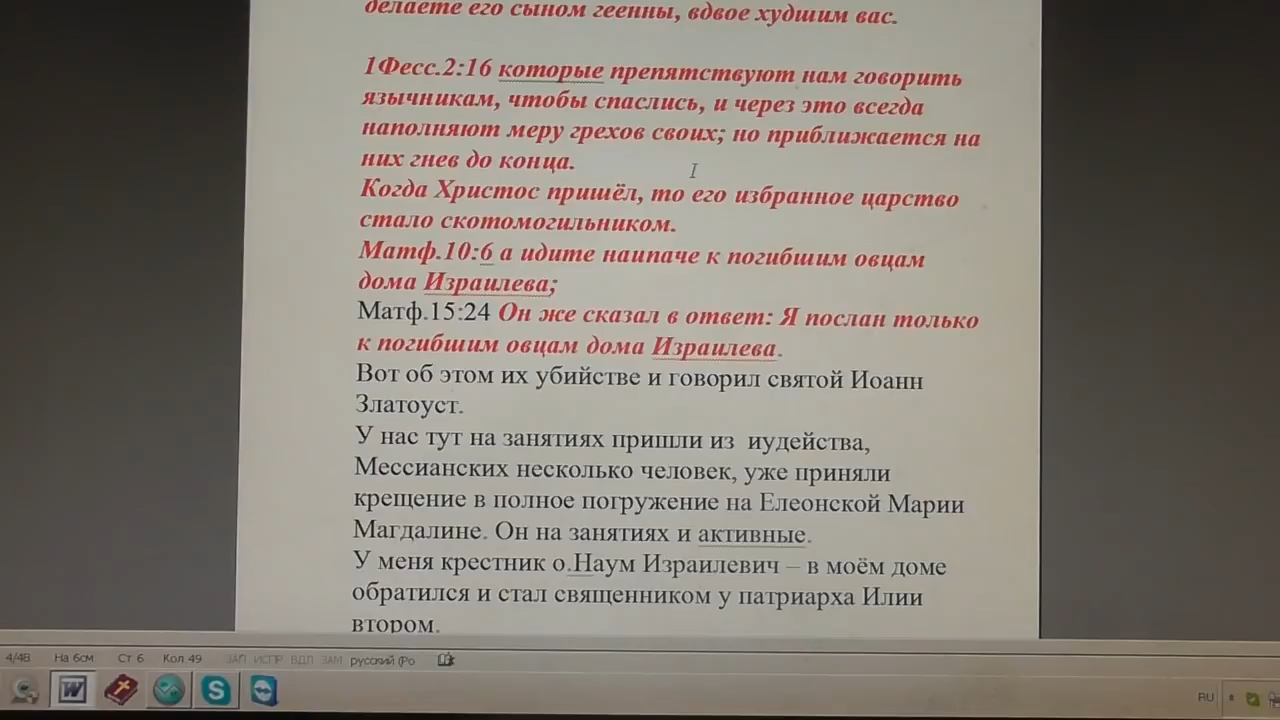 делаете его сыном геенны, вдвое худшим вас.
1Фесс.2:16 которые препятствуют нам говорить
язычникам, чтобы спаслись, и через это всегда
наполняют меру грехов своих; но приближается на
них гнев до конца.
Когда Христос пришёл, то его избранное царство
стало скотомогильником.
Матф.10:6 а идите наипаче к погибшим овцам
дома Израилева;
Матф.15:24 Он же сказал в ответ: Я послан только
к погибшим овцам дома Израилева.
Вот об этом их убийстве и говорил святой Иоанн
Златоуст.
У нас тут на занятиях пришли из иудейства,
Мессианских несколько человек, уже приняли
крещение в полное погружение на Елеонской Марии
Магдалине. Он на занятиях и активные.
У меня крестник о.Наум Израилевич – в моём доме
обратился и стал священником у патриарха Илии
втором.
4/48 На 6см Ст 6 Кол 49 ЗАП ИСПР ВДЛ ЗАМ русский (Ро
W S RU